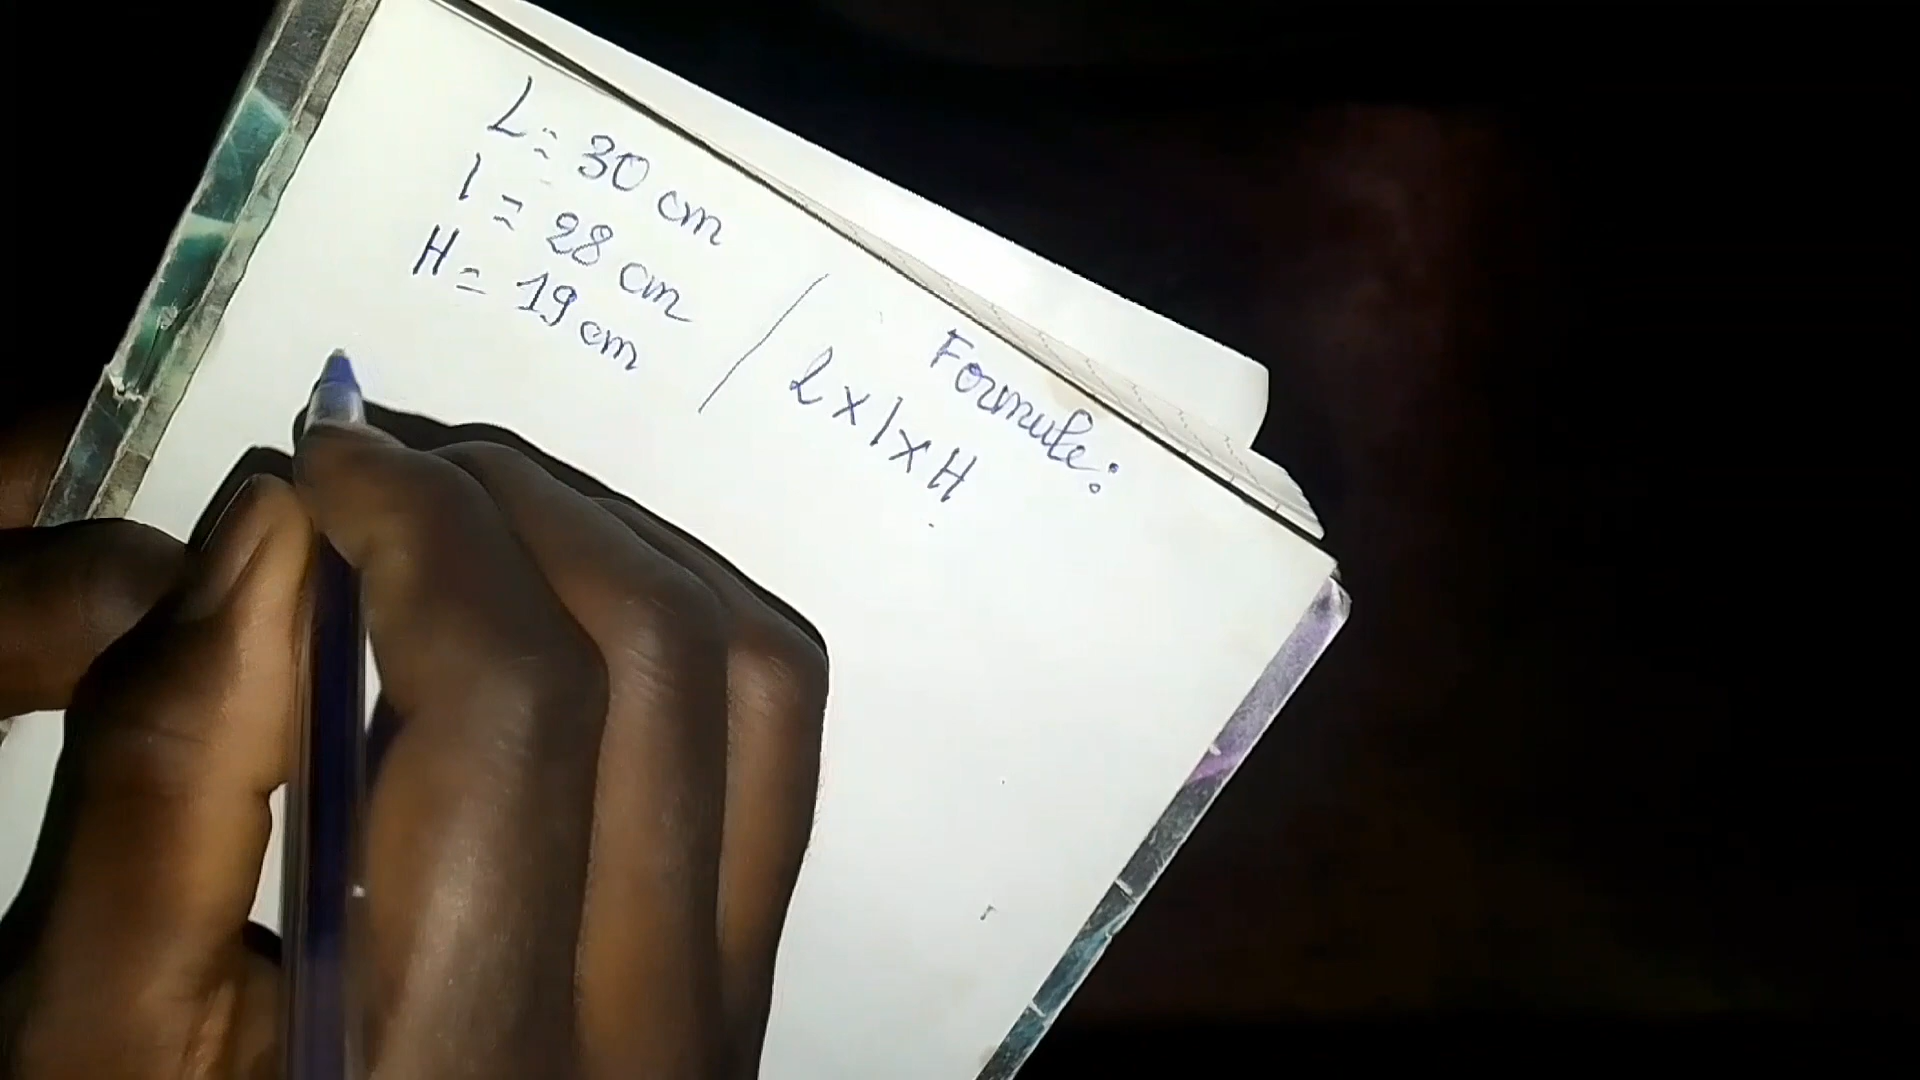 L = 30 cm
l = 28 cm
H = 19 cm
Formule:
L x l x H